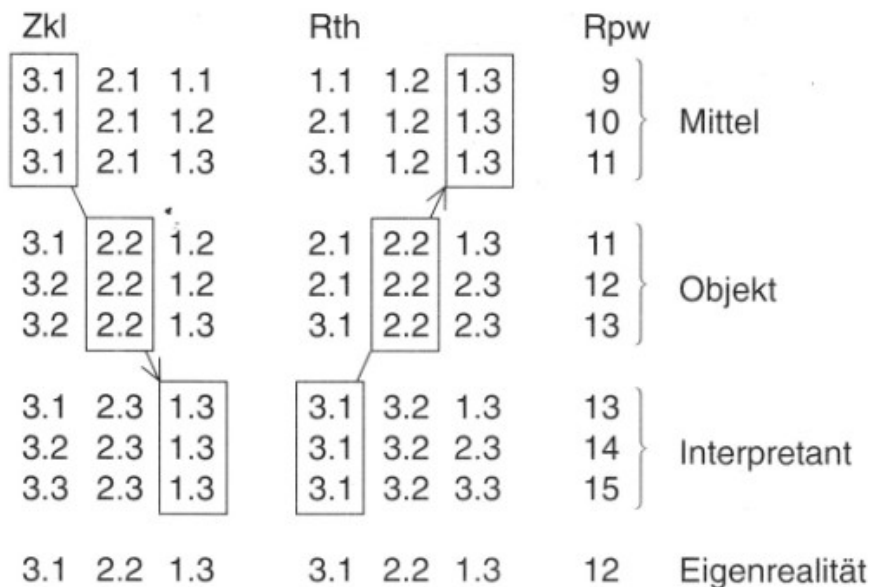 Zkl Rth Rpw
3.1 2.1 1.1 1.1 1.2 1.3 9
3.1 2.1 1.2 2.1 1.2 1.3 10 Mittel
3.1 2.1 1.3 3.1 1.2 1.3 11
3.1 2.2 1.2 2.1 2.2 1.3 11
3.2 2.2 1.2 2.1 2.2 2.3 12 Objekt
3.2 2.2 1.3 3.1 2.2 2.3 13
3.1 2.3 1.3 3.1 3.2 1.3 13
3.2 2.3 1.3 3.1 3.2 2.3 14 Interpretant
3.3 2.3 1.3 3.1 3.2 3.3 15
3.1 2.2 1.3 3.1 2.2 1.3 12 Eigenrealität